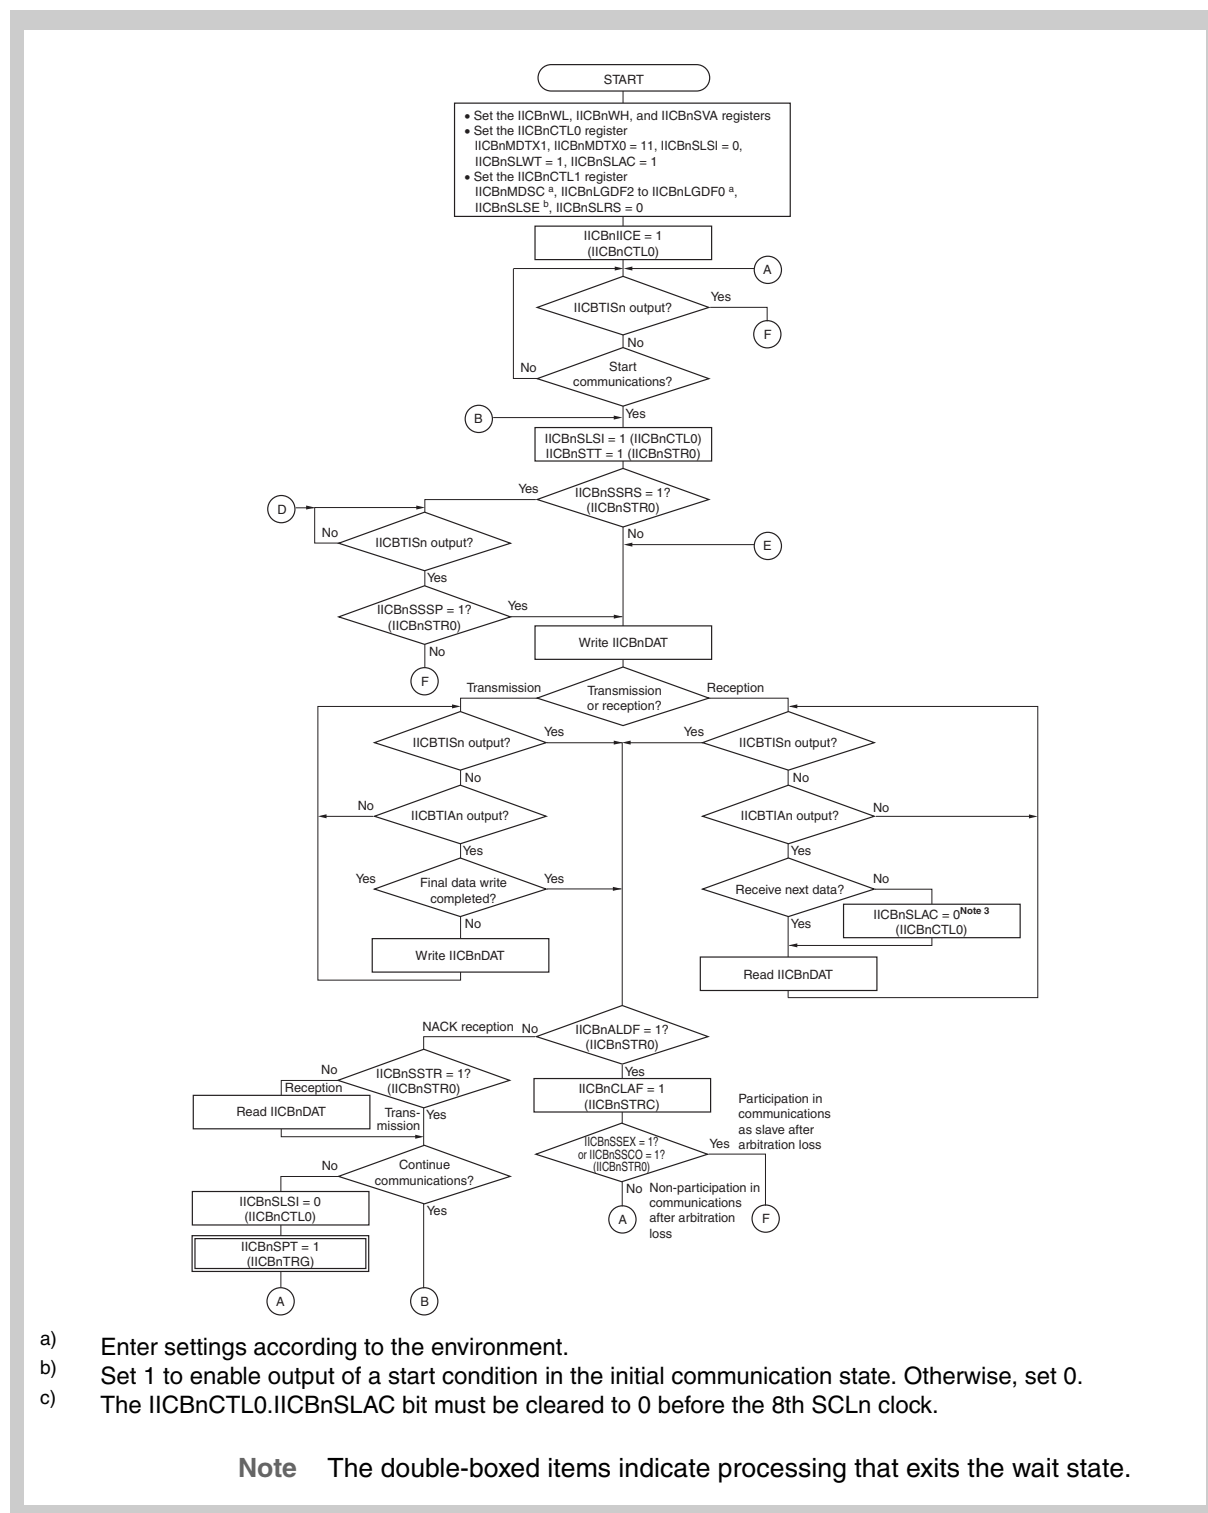 START
• Set the IICBnWL, IICBnWH, and IICBnSVA registers
• Set the IICBnCTL0 register
IICBnMDTX1, IICBnMDTX0 = 11, IICBnSLSI = 0,
IICBnSLWT = 1, IICBnSLAC = 1
• Set the IICBnCTL1 register
IICBnMDSC a, IICBnLGDF2 to IICBnLGDF0 a,
IICBnSLSE b, IICBnSLRS = 0
IICBnIICE = 1
(IICBnCTL0)
A
IICBTISn output?
Yes
F
No
Start
communications?
No
Yes
B
IICBnSLSI = 1 (IICBnCTL0)
IICBnSTT = 1 (IICBnSTR0)
IICBnSSRS = 1?
(IICBnSTR0)
Yes
No
D
E
IICBTISn output?
No
Yes
IICBnSSSP = 1?
(IICBnSTR0)
Yes
No
F
Write IICBnDAT
Transmission
or reception?
Transmission
Reception
IICBTISn output?
Yes
No
IICBTIAn output?
No
Yes
Final data write
completed?
Yes
Yes
No
Write IICBnDAT
IICBTISn output?
Yes
No
IICBTIAn output?
No
Yes
Receive next data?
No
Yes
IICBnSLAC = 0Note 3
(IICBnCTL0)
Read IICBnDAT
IICBnALDF = 1?
(IICBnSTR0)
NACK reception No
Yes
IICBnSSTR = 1?
(IICBnSTR0)
No
Reception
Read IICBnDAT
Trans-
mission
Yes
IICBnCLAF = 1
(IICBnSTRC)
IICBnSSEX = 1?
or IICBnSSCO = 1?
(IICBnSTR0)
Participation in
communications
as slave after
Yes arbitration loss
No Non-participation in
communications
after arbitration
loss
A
F
Continue
communications?
No
Yes
IICBnSLSI = 0
(IICBnCTL0)
IICBnSPT = 1
(IICBnTRG)
A
B
a) Enter settings according to the environment.
b) Set 1 to enable output of a start condition in the initial communication state. Otherwise, set 0.
c) The IICBnCTL0.IICBnSLAC bit must be cleared to 0 before the 8th SCLn clock.
Note The double-boxed items indicate processing that exits the wait state.